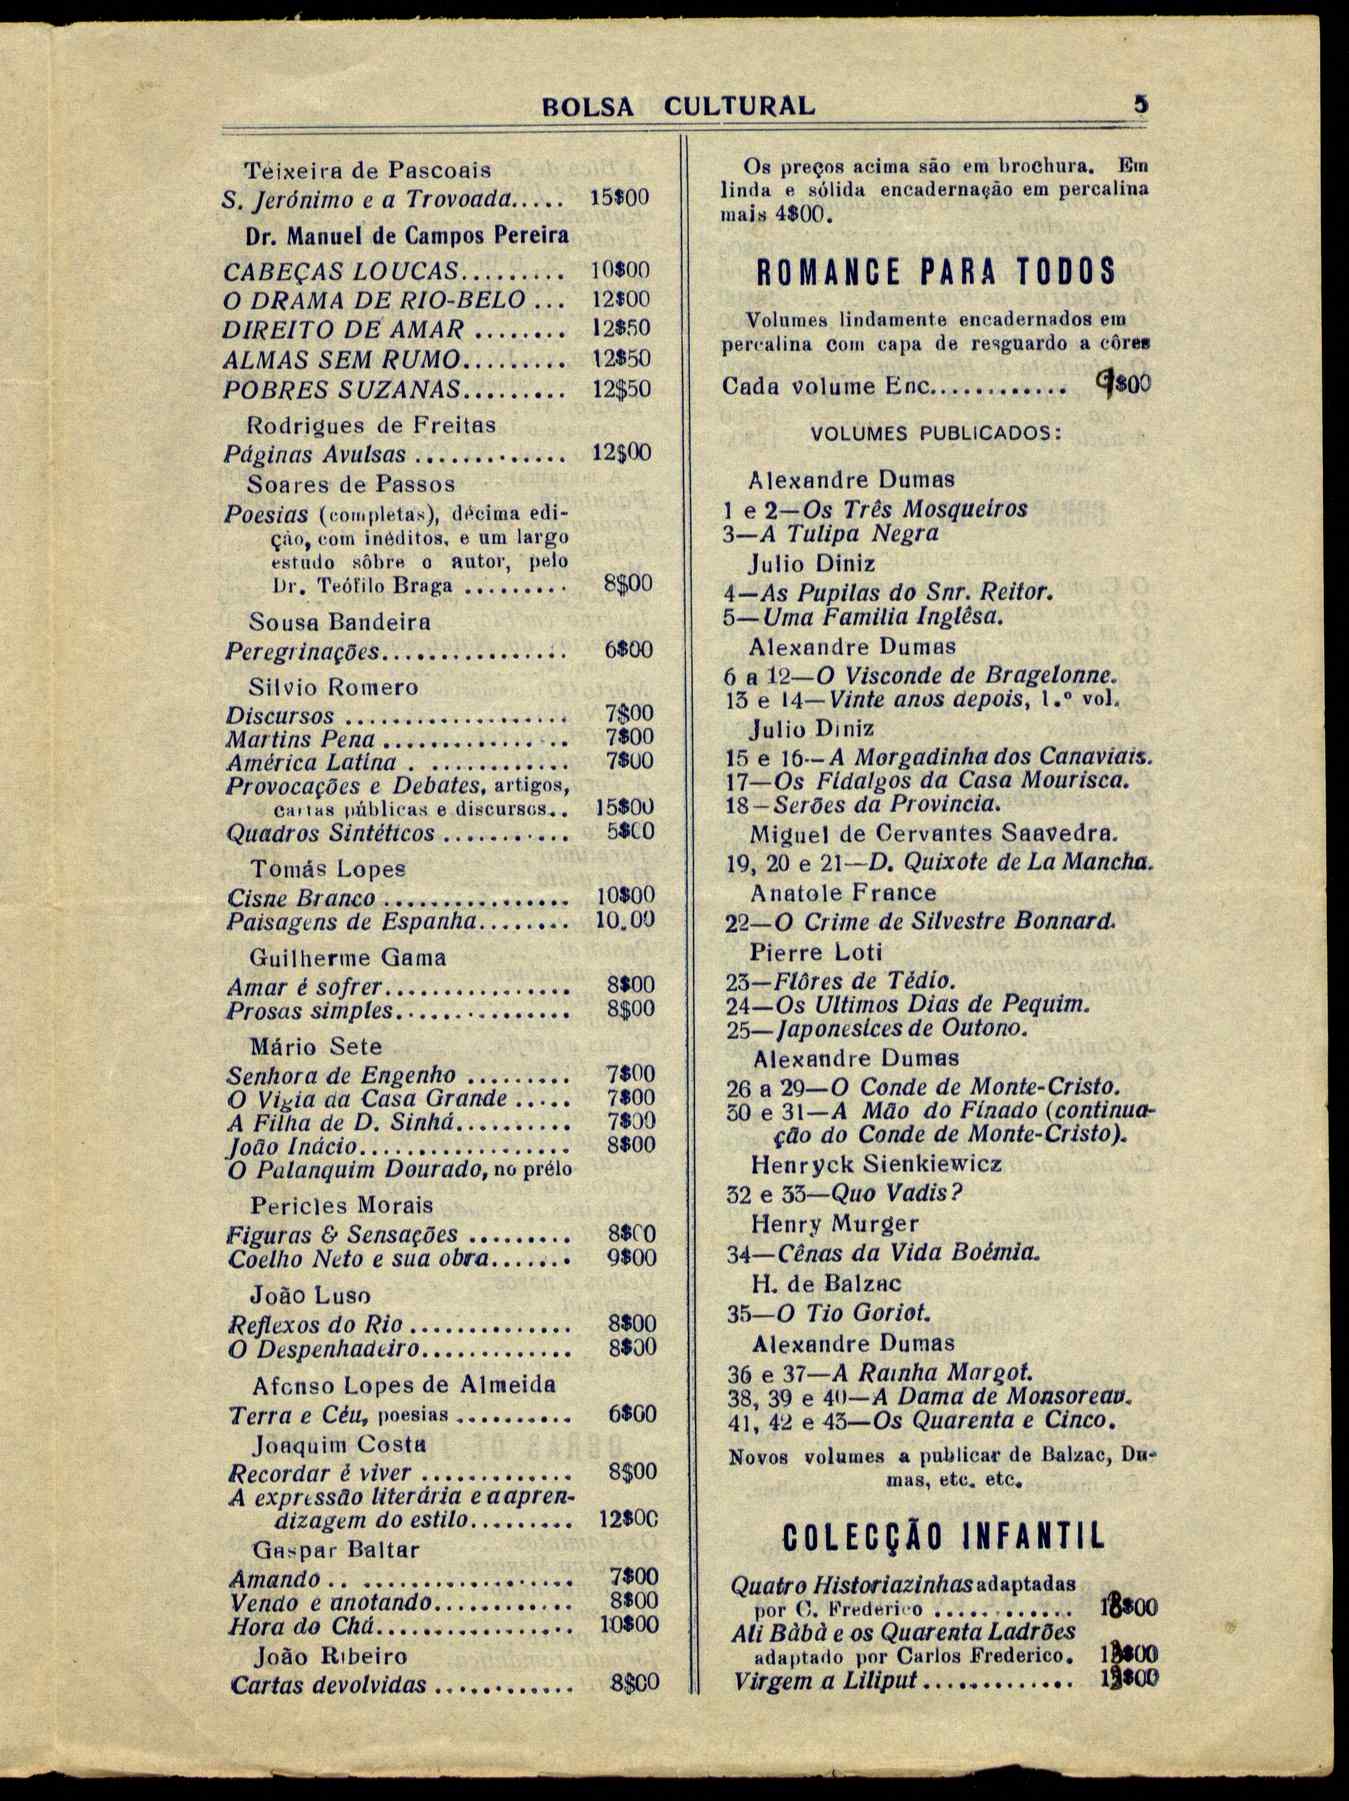 BOLSA CULTURAL 5
Teixeira de Pascoais
S. Jerónimo e a Trovoada..... 15$00
Dr. Manuel de Campos Pereira
CABEÇAS LOUCAS......... 10$00
O DRAMA DE RIO-BELO ... 12$00
DIREITO DE AMAR ........ 12$50
ALMAS SEM RUMO......... 12$50
POBRES SUZANAS......... 12$50
Rodrigues de Freitas
Páginas Avulsas ............. 12$00
Soares de Passos
Poesias (completas), décima edi-
ção, com inéditos, e um largo
estudo sôbre o autor, pelo
Dr. Teófilo Braga ......... 8$00
Sousa Bandeira
Peregrinações................ 6$00
Silvio Romero
Discursos ................... 7$00
Martins Pena ................ 7$00
América Latina . ............ 7$00
Provocações e Debates, artigos,
cartas públicas e discursos.. 15$00
Quadros Sintéticos ........... 5$00
Tomás Lopes
Cisne Branco ................ 10$00
Paisagens de Espanha........ 10.00
Guilherme Gama
Amar é sofrer................ 8$00
Prosas simples............... 8$00
Mário Sete
Senhora de Engenho ......... 7$00
O Vigia da Casa Grande ..... 7$00
A Filha de D. Sinhá.......... 7$00
João Inácio.................. 8$00
O Palanquim Dourado, no prélo
Pericles Morais
Figuras & Sensações ......... 8$00
Coelho Neto e sua obra....... 9$00
João Luso
Reflexos do Rio .............. 8$00
O Despenhadeiro............. 8$00
Afonso Lopes de Almeida
Terra e Céu, poesias .......... 6$00
Joaquim Costa
Recordar é viver ............. 8$00
A expressão literária e a apren-
dizagem do estilo......... 12$00
Gaspar Baltar
Amando .. .................. 7$00
Vendo e anotando............ 8$00
Hora do Chá................. 10$00
João Ribeiro
Cartas devolvidas ............ 8$00
Os preços acima são em brochura. Em
linda e sólida encadernação em percalina
mais 4$00.
ROMANCE PARA TODOS
Volumes lindamente encadernados em
percalina com capa de resguardo a côres
Cada volume Enc............ 9$00
VOLUMES PUBLICADOS:
Alexandre Dumas
1 e 2—Os Três Mosqueiros
3—A Tulipa Negra
Julio Diniz
4—As Pupilas do Snr. Reitor.
5—Uma Familia Inglêsa.
Alexandre Dumas
6 a 12—O Visconde de Bragelonne.
13 e 14—Vinte anos depois, 1.º vol.
Julio Diniz
15 e 16—A Morgadinha dos Canaviais.
17—Os Fidalgos da Casa Mourisca.
18—Serões da Provincia.
Miguel de Cervantes Saavedra.
19, 20 e 21—D. Quixote de La Mancha.
Anatole France
22—O Crime de Silvestre Bonnard.
Pierre Loti
23—Flôres de Tédio.
24—Os Ultimos Dias de Pequim.
25—Japonesices de Outono.
Alexandre Dumas
26 a 29—O Conde de Monte-Cristo.
30 e 31—A Mão do Finado (continua-
ção do Conde de Monte-Cristo).
Henryck Sienkiewicz
32 e 33—Quo Vadis?
Henry Murger
34—Cênas da Vida Boémia.
H. de Balzac
35—O Tio Goriot.
Alexandre Dumas
36 e 37—A Rainha Margot.
38, 39 e 40—A Dama de Monsoreau.
41, 42 e 43—Os Quarenta e Cinco.
Novos volumes a publicar de Balzac, Du-
mas, etc. etc.
COLECÇÃO INFANTIL
Quatro Historiazinhas adaptadas
por C. Frederico ............
Ali Bàbà e os Quarenta Ladrões
adaptado por Carlos Frederico.
Virgem a Liliput .............